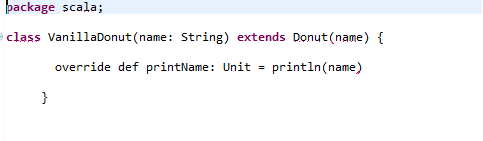 package scala;
class VanillaDonut(name: String) extends Donut(name) {
override def printName: Unit = println(name)
}